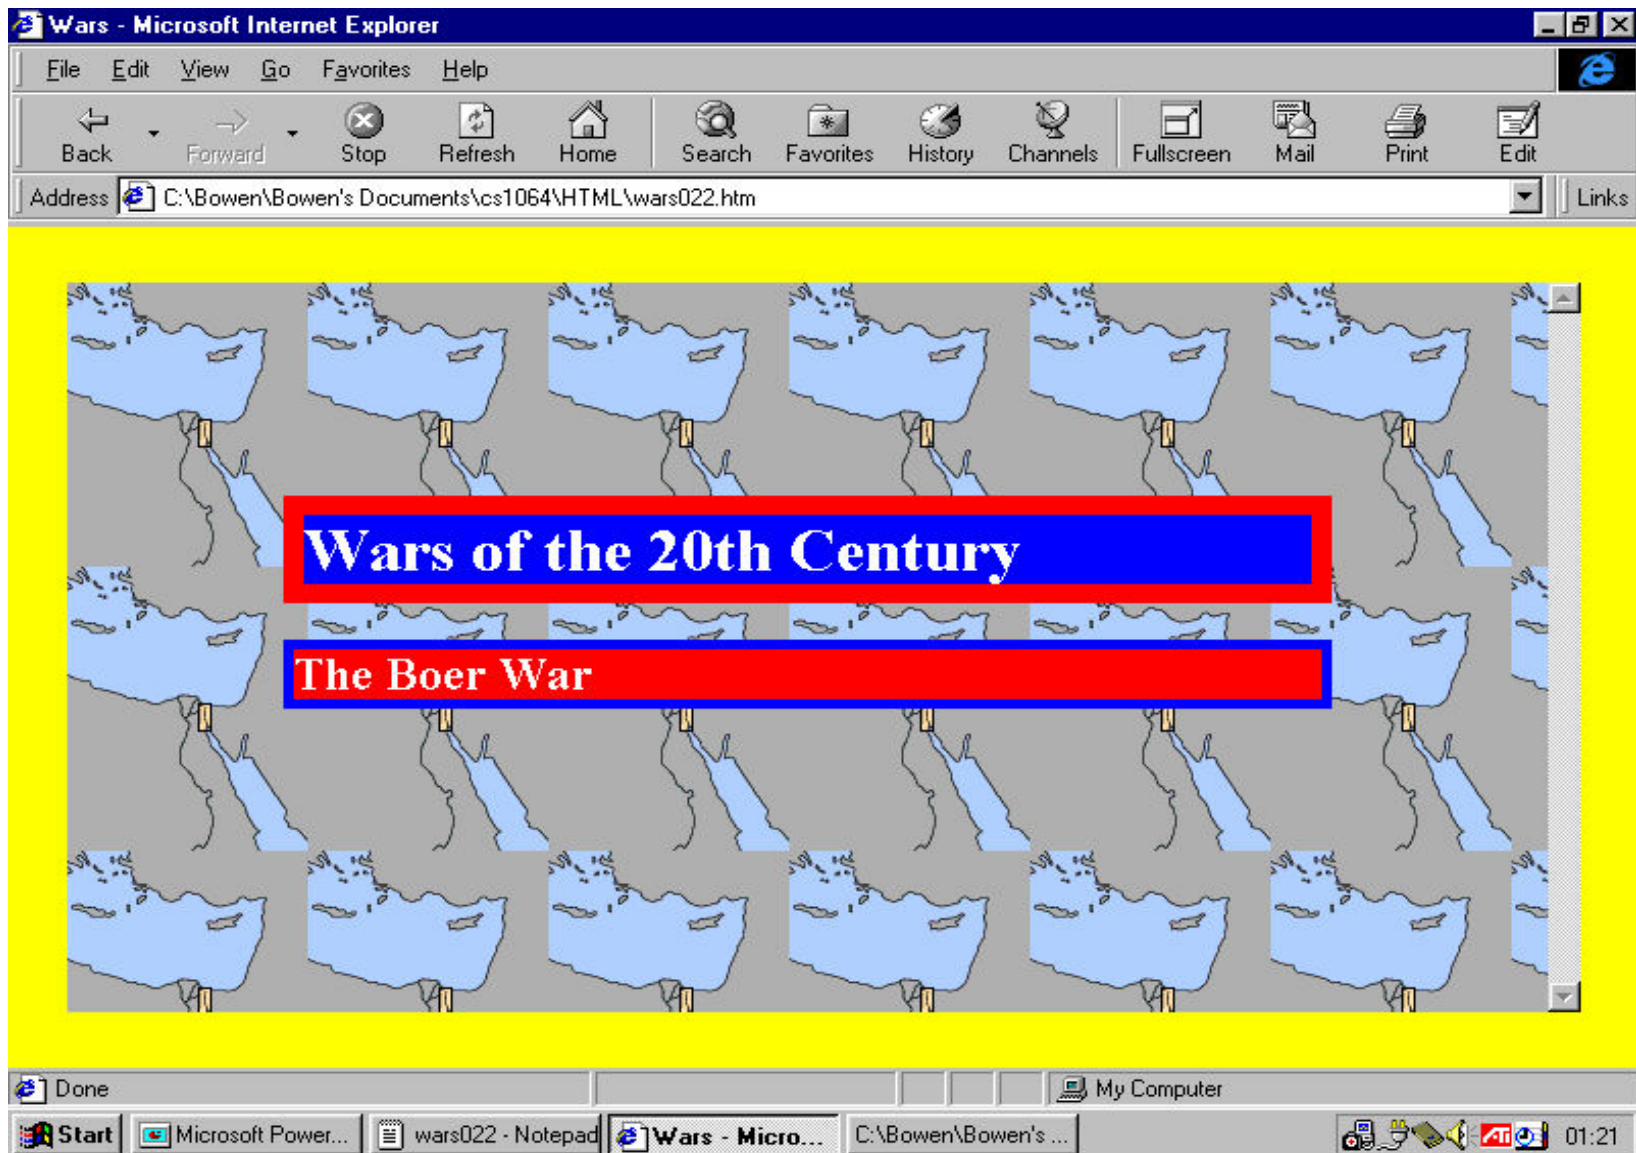 Wars - Microsoft Internet Explorer
File Edit View Go Favorites Help
Back Forward Stop Refresh Home Search Favorites History Channels Fullscreen Mail Print Edit
Address C:\Bowen\Bowen's Documents\cs1064\HTML\wars022.htm Links
Wars of the 20th Century
The Boer War
Done My Computer
Start Microsoft Power... wars022 - Notepad Wars - Micro... C:\Bowen\Bowen's ... ATI 01:21